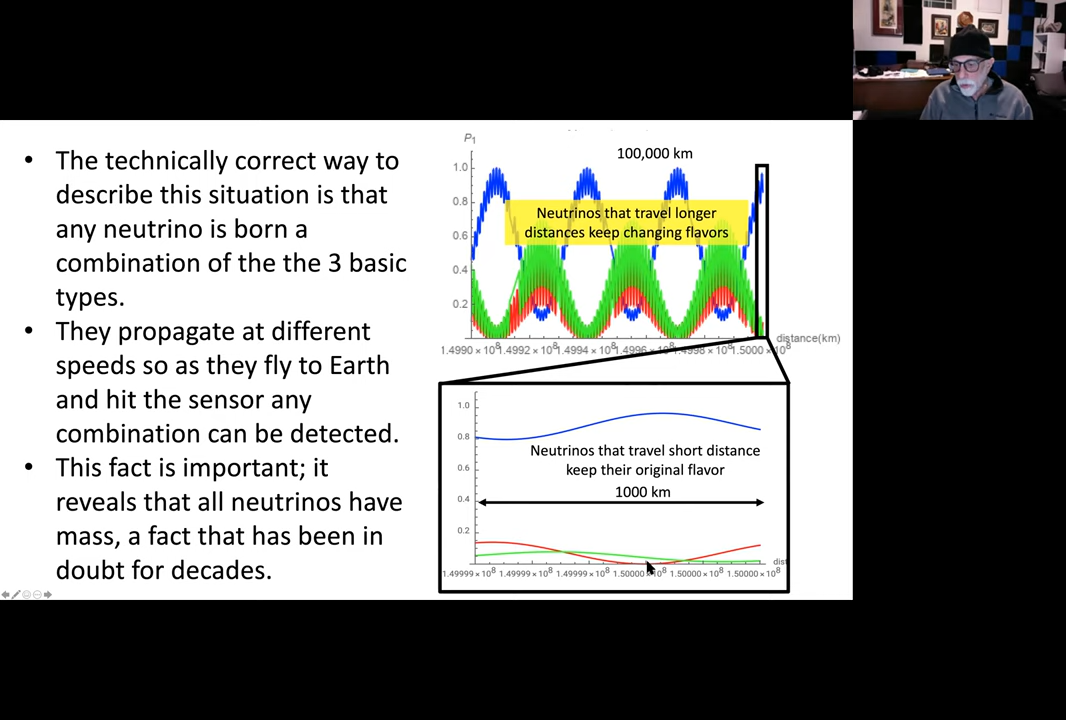 • The technically correct way to
describe this situation is that
any neutrino is born a
combination of the the 3 basic
types.
• They propagate at different
speeds so as they fly to Earth
and hit the sensor any
combination can be detected.
• This fact is important; it
reveals that all neutrinos have
mass, a fact that has been in
doubt for decades.
P₁
100,000 km
1.0
0.8
0.6
0.4
0.2
Neutrinos that travel longer
distances keep changing flavors
distance(km)
1.4990 × 10⁸ 1.4992 × 10⁸ 1.4994 × 10⁸ 1.4996 × 10⁸ 1.4998 × 10⁸ 1.5000 × 10⁸
1.0
0.8
0.6
0.4
0.2
Neutrinos that travel short distance
keep their original flavor
1000 km
dist
1.49999 × 10⁸ 1.49999 × 10⁸ 1.49999 × 10⁸ 1.50000 × 10⁸ 1.50000 × 10⁸ 1.50000 × 10⁸